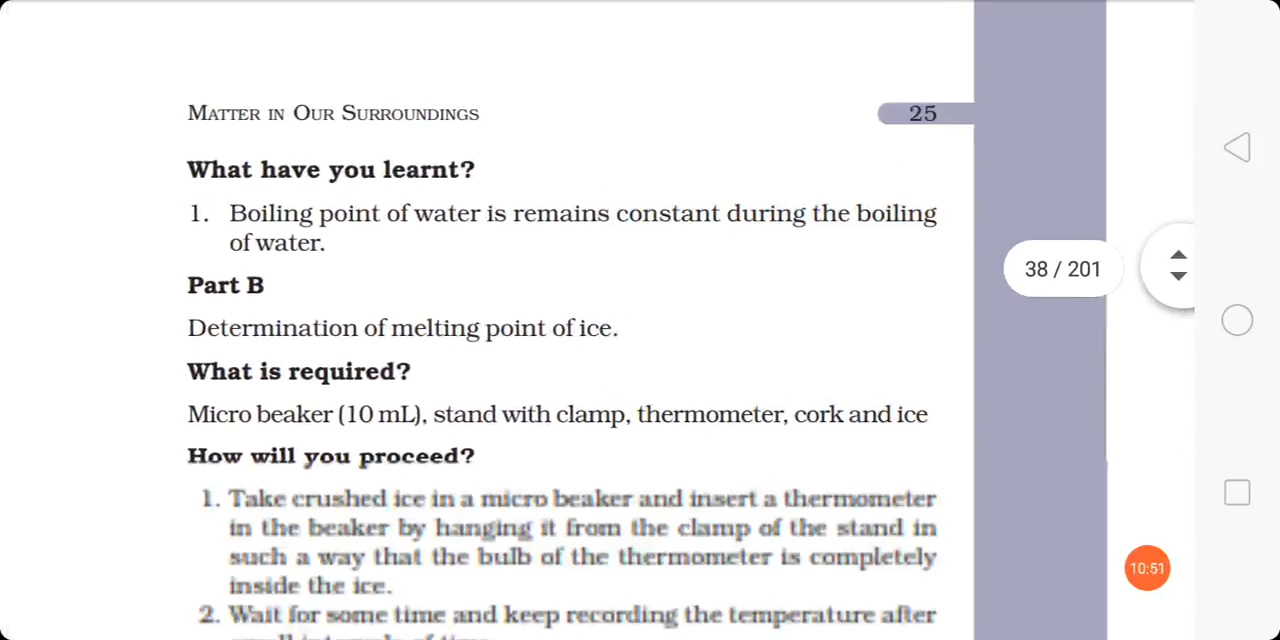 MATTER IN OUR SURROUNDINGS
25
What have you learnt?
1. Boiling point of water is remains constant during the boiling
of water.
Part B
38 / 201
Determination of melting point of ice.
What is required?
Micro beaker (10 mL), stand with clamp, thermometer, cork and ice
How will you proceed?
1. Take crushed ice in a micro beaker and insert a thermometer
in the beaker by hanging it from the clamp of the stand in
such a way that the bulb of the thermometer is completely
inside the ice.
10:51
2. Wait for some time and keep recording the temperature after